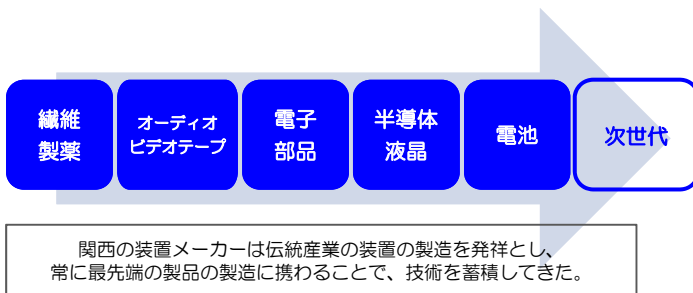 繊維
製薬
オーディオ
ビデオテープ
電子
部品
半導体
液晶
電池
次世代
関西の装置メーカーは伝統産業の装置の製造を発祥とし、
常に最先端の製品の製造に携わることで、技術を蓄積してきた。